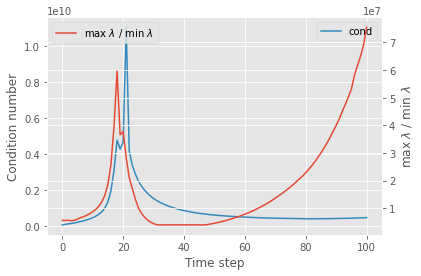 1e10
1e7
max λ / min λ
cond
1.0
0.8
0.6
0.4
0.2
0.0
Condition number
7
6
5
4
3
2
1
max λ / min λ
0
20
40
60
80
100
Time step